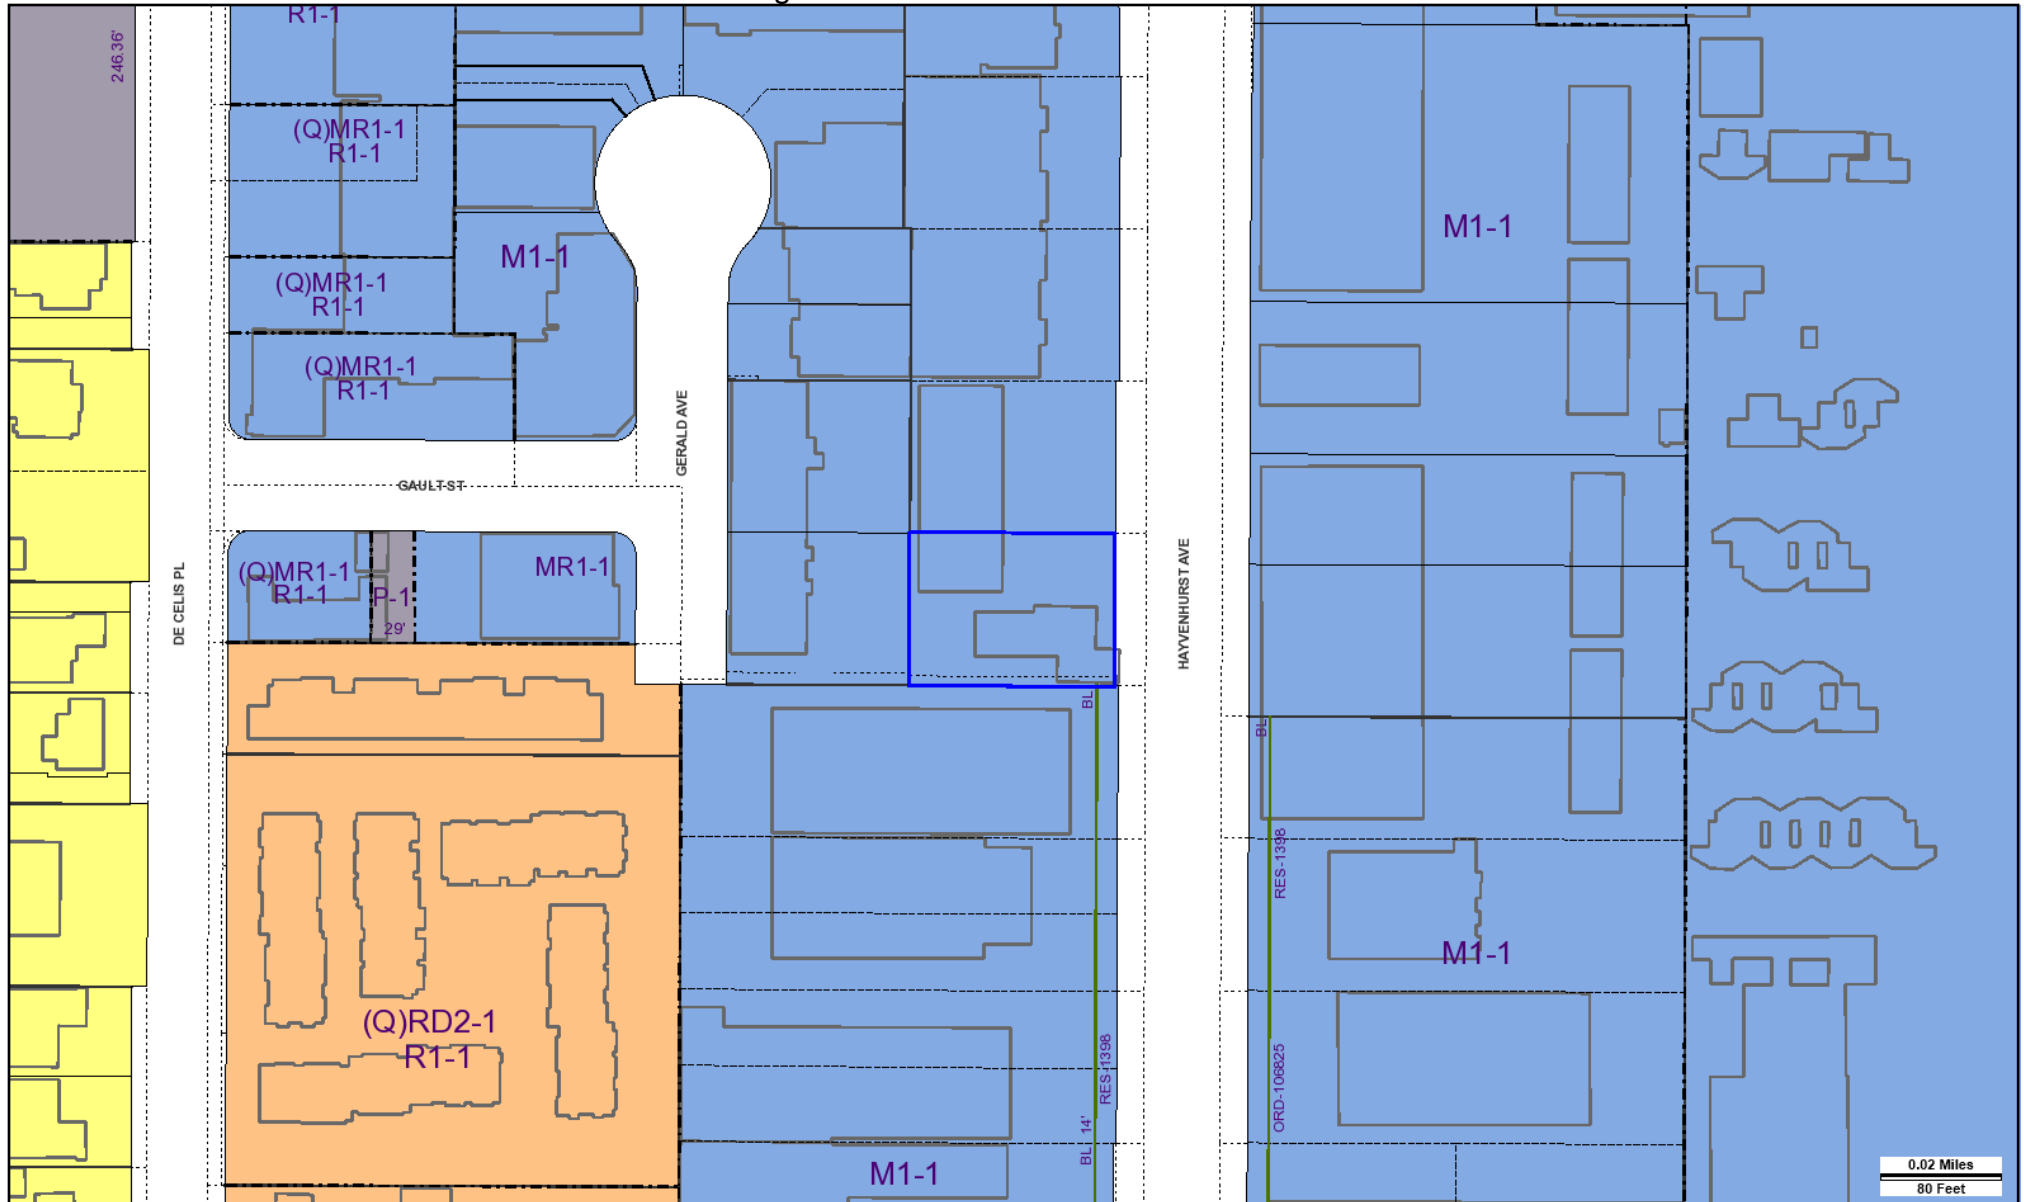 R1-1
246.36'
(Q)MR1-1
R1-1
M1-1
M1-1
(Q)MR1-1
R1-1
(Q)MR1-1
R1-1
GERALD AVE
GAULT ST
DE CELIS PL
(Q)MR1-1
R1-1
P-1
29'
MR1-1
HAYVENHURST AVE
BL
BL
RES-1398
M1-1
(Q)RD2-1
R1-1
RES-1398
ORD-106825
BL 14'
M1-1
0.02 Miles
80 Feet